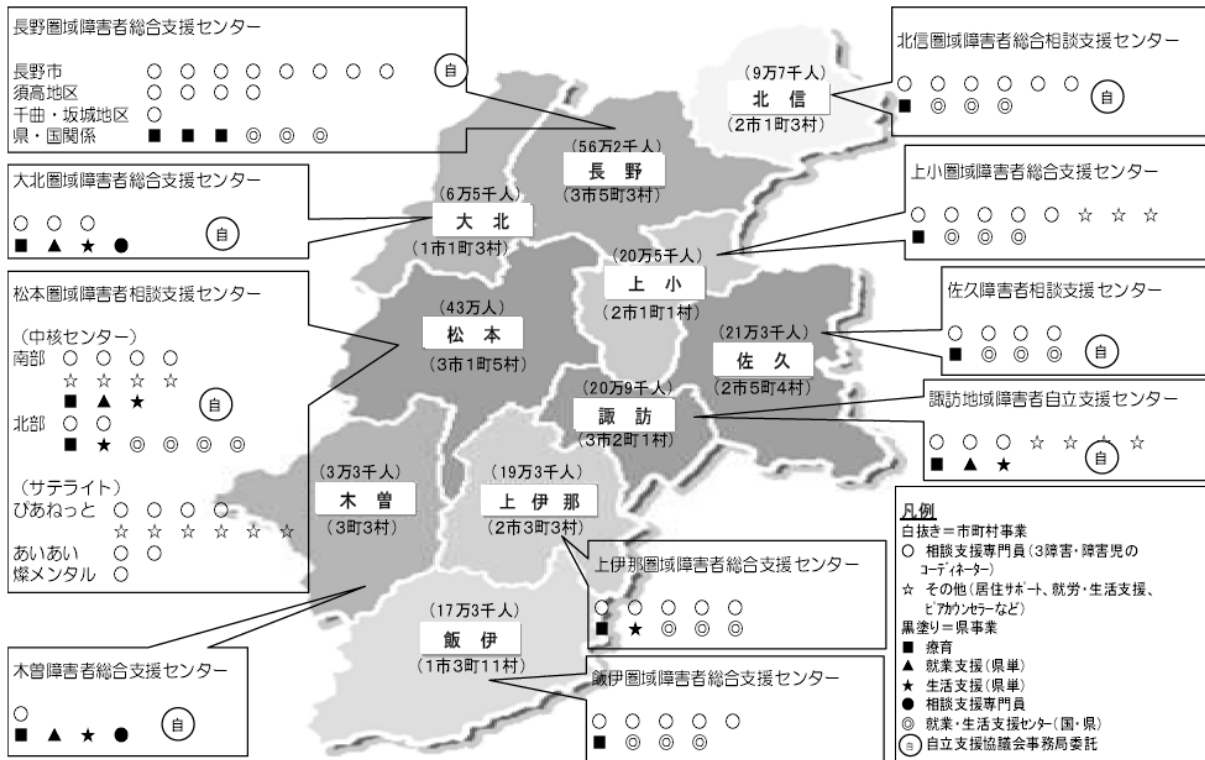 長野圏域障害者総合支援センター
長野市 ○ ○ ○ ○ ○ ○ ○ ○
自
須高地区 ○ ○ ○ ○
千曲・坂城地区 ○
県・国関係 ■ ■ ■ ◎ ◎ ◎
大北圏域障害者総合支援センター
○ ○ ○
自
■ ▲ ★ ●
松本圏域障害者相談支援センター
(中核センター)
南部 ○ ○ ○ ○
☆ ☆ ☆ ☆
■ ▲ ★
自
北部 ○ ○
■ ★ ◎ ◎ ◎ ◎
(サテライト)
ぴあねっと ○ ○ ○ ○
☆ ☆ ☆ ☆ ☆ ☆
あいあい ○ ○
燦メンタル ○
木曽障害者総合支援センター
○
自
■ ▲ ★ ●
(9万7千人)
北 信
(2市1町3村)
(56万2千人)
長 野
(3市5町3村)
(6万5千人)
大 北
(1市1町3村)
(20万5千人)
上 小
(2市1町1村)
(43万人)
松 本
(3市1町5村)
(21万3千人)
佐 久
(2市5町4村)
(20万9千人)
諏 訪
(3市2町1村)
(3万3千人)
木 曽
(3町3村)
(19万3千人)
上 伊 那
(2市3町3村)
(17万3千人)
飯 伊
(1市3町11村)
北信圏域障害者総合相談支援センター
○ ○ ○ ○ ○ ○
自
■ ◎ ◎ ◎
上小圏域障害者総合支援センター
○ ○ ○ ○ ○ ☆ ☆ ☆
■ ◎ ◎ ◎
佐久障害者相談支援センター
○ ○ ○ ○
■ ◎ ◎ ◎
自
諏訪地域障害者自立支援センター
○ ○ ○ ☆ ☆ ☆ ☆
■ ▲ ★
自
上伊那圏域障害者総合支援センター
○ ○ ○ ○ ○
■ ★ ◎ ◎ ◎
飯伊圏域障害者総合支援センター
○ ○ ○ ○ ○
■ ◎ ◎ ◎
凡例
白抜き=市町村事業
○ 相談支援専門員(3障害・障害児の
コーディネーター)
☆ その他(居住サポート、就労・生活支援、
ピアカウンセラーなど)
黒塗り=県事業
■ 療育
▲ 就業支援(県単)
★ 生活支援(県単)
● 相談支援専門員
◎ 就業・生活支援センター(国・県)
自 自立支援協議会事務局委託